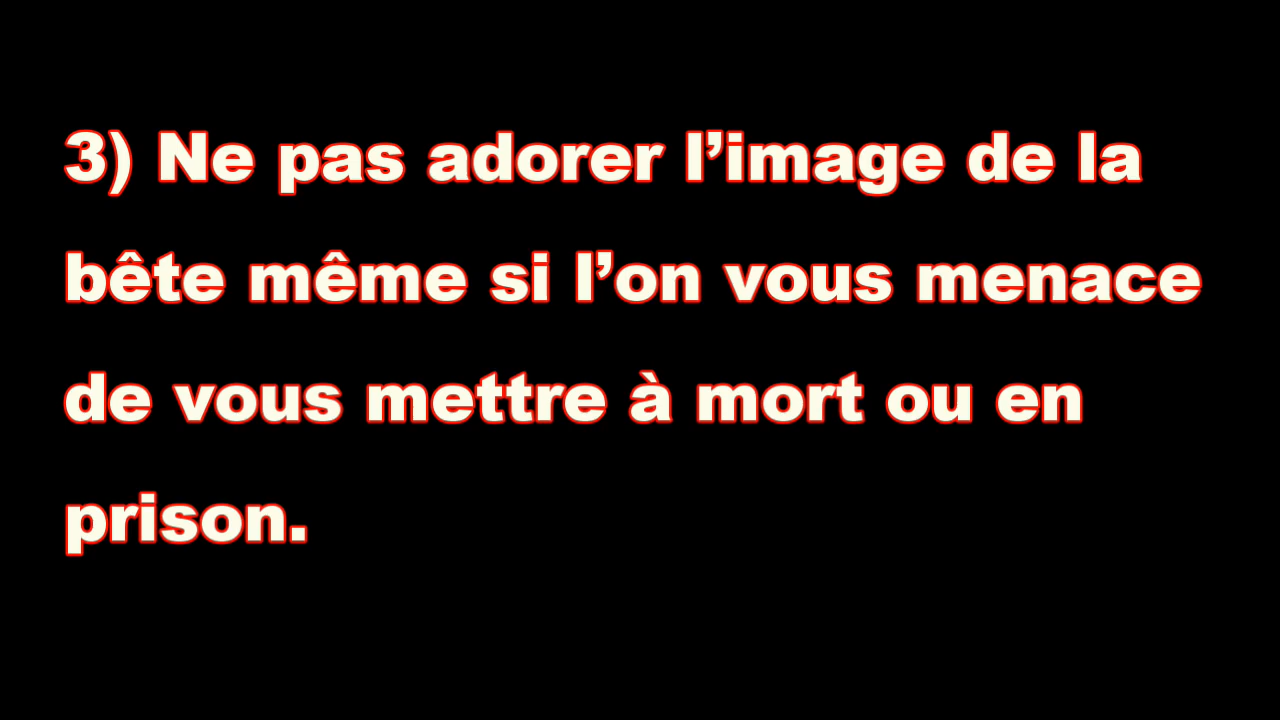 3) Ne pas adorer l’image de la
bête même si l’on vous menace
de vous mettre à mort ou en
prison.